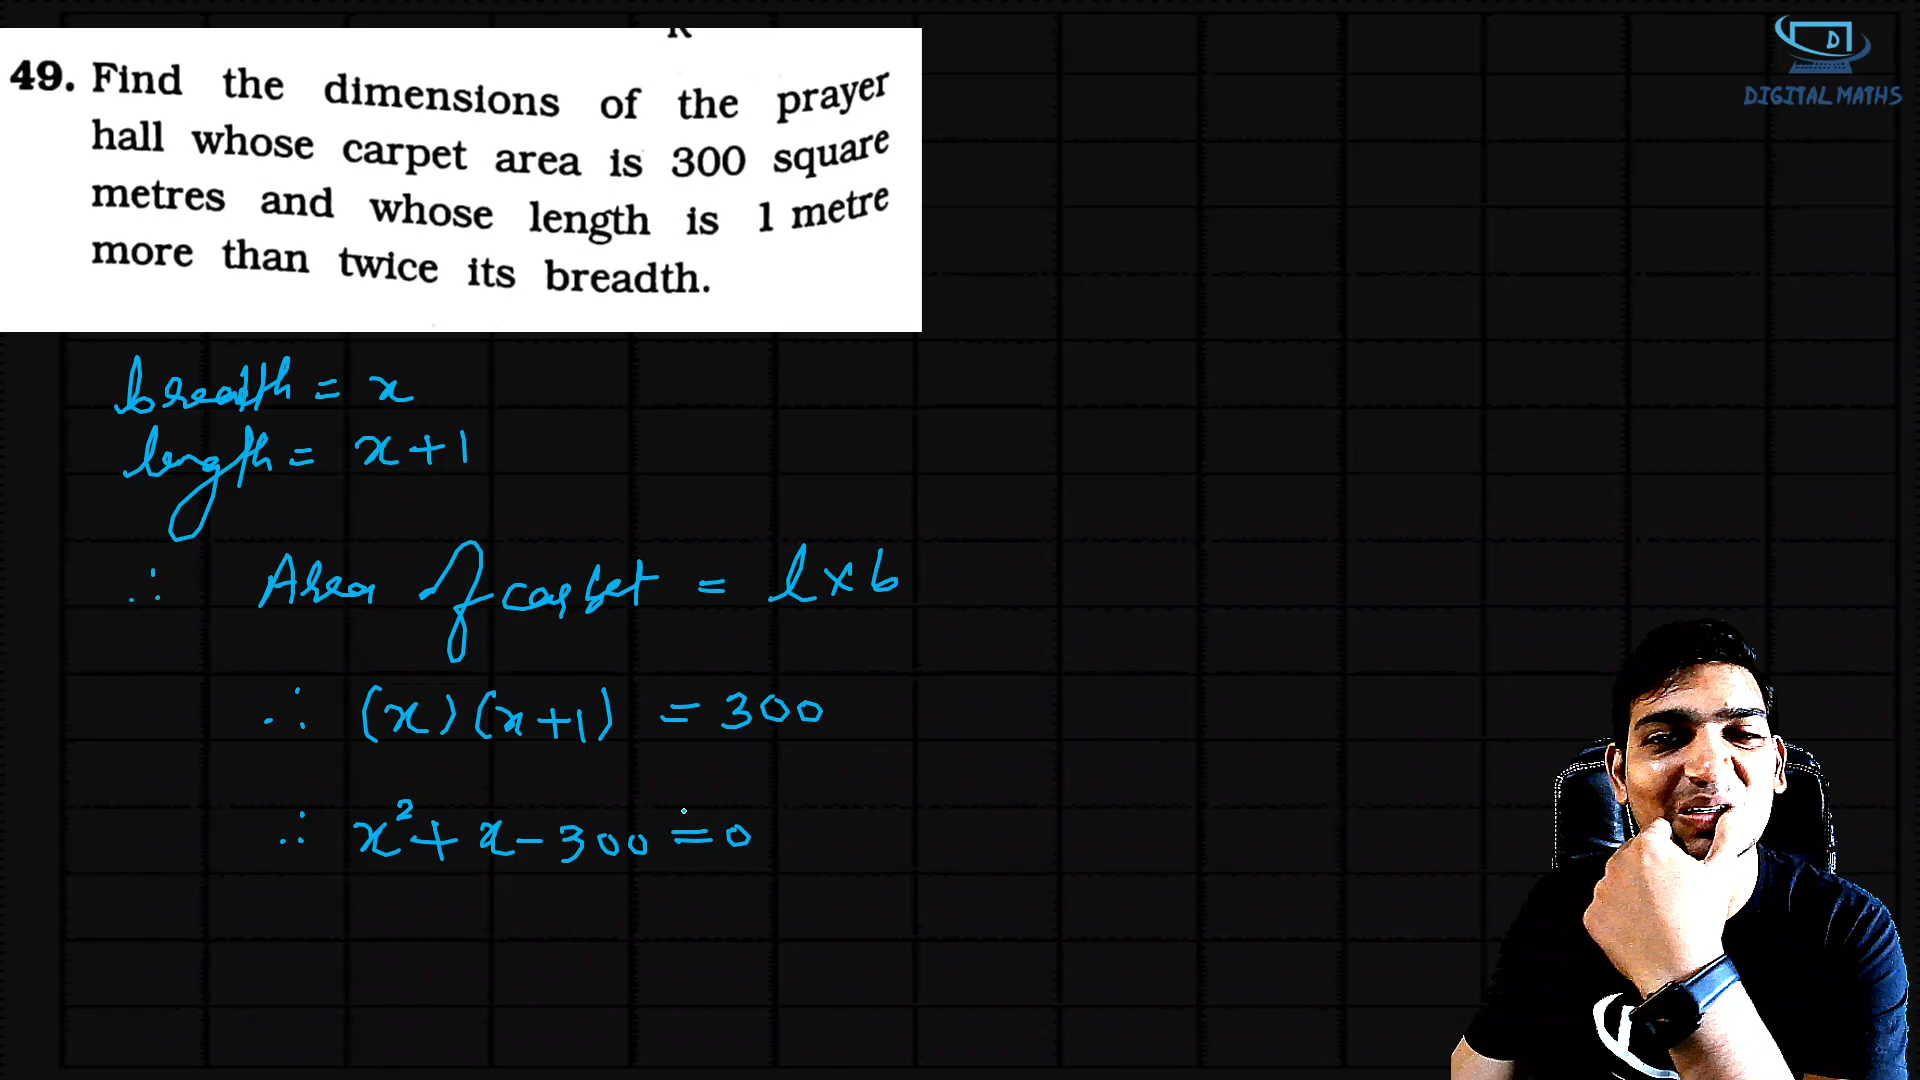 49. Find the dimensions of the prayer
hall whose carpet area is 300 square
metres and whose length is 1 metre
more than twice its breadth.
D
DIGITAL MATHS
breadth = x
length = x+1
∴ Area of carpet = l×b
∴ (x)(x+1) = 300
∴ x²+x-300=0